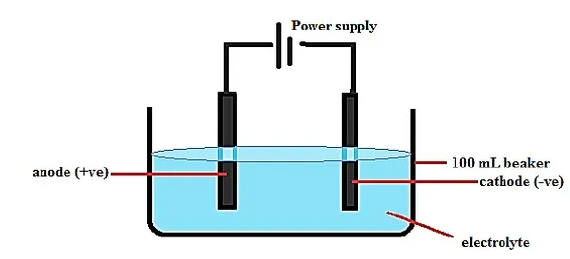 Power supply
anode (+ve)
100 mL beaker
cathode (-ve)
electrolyte